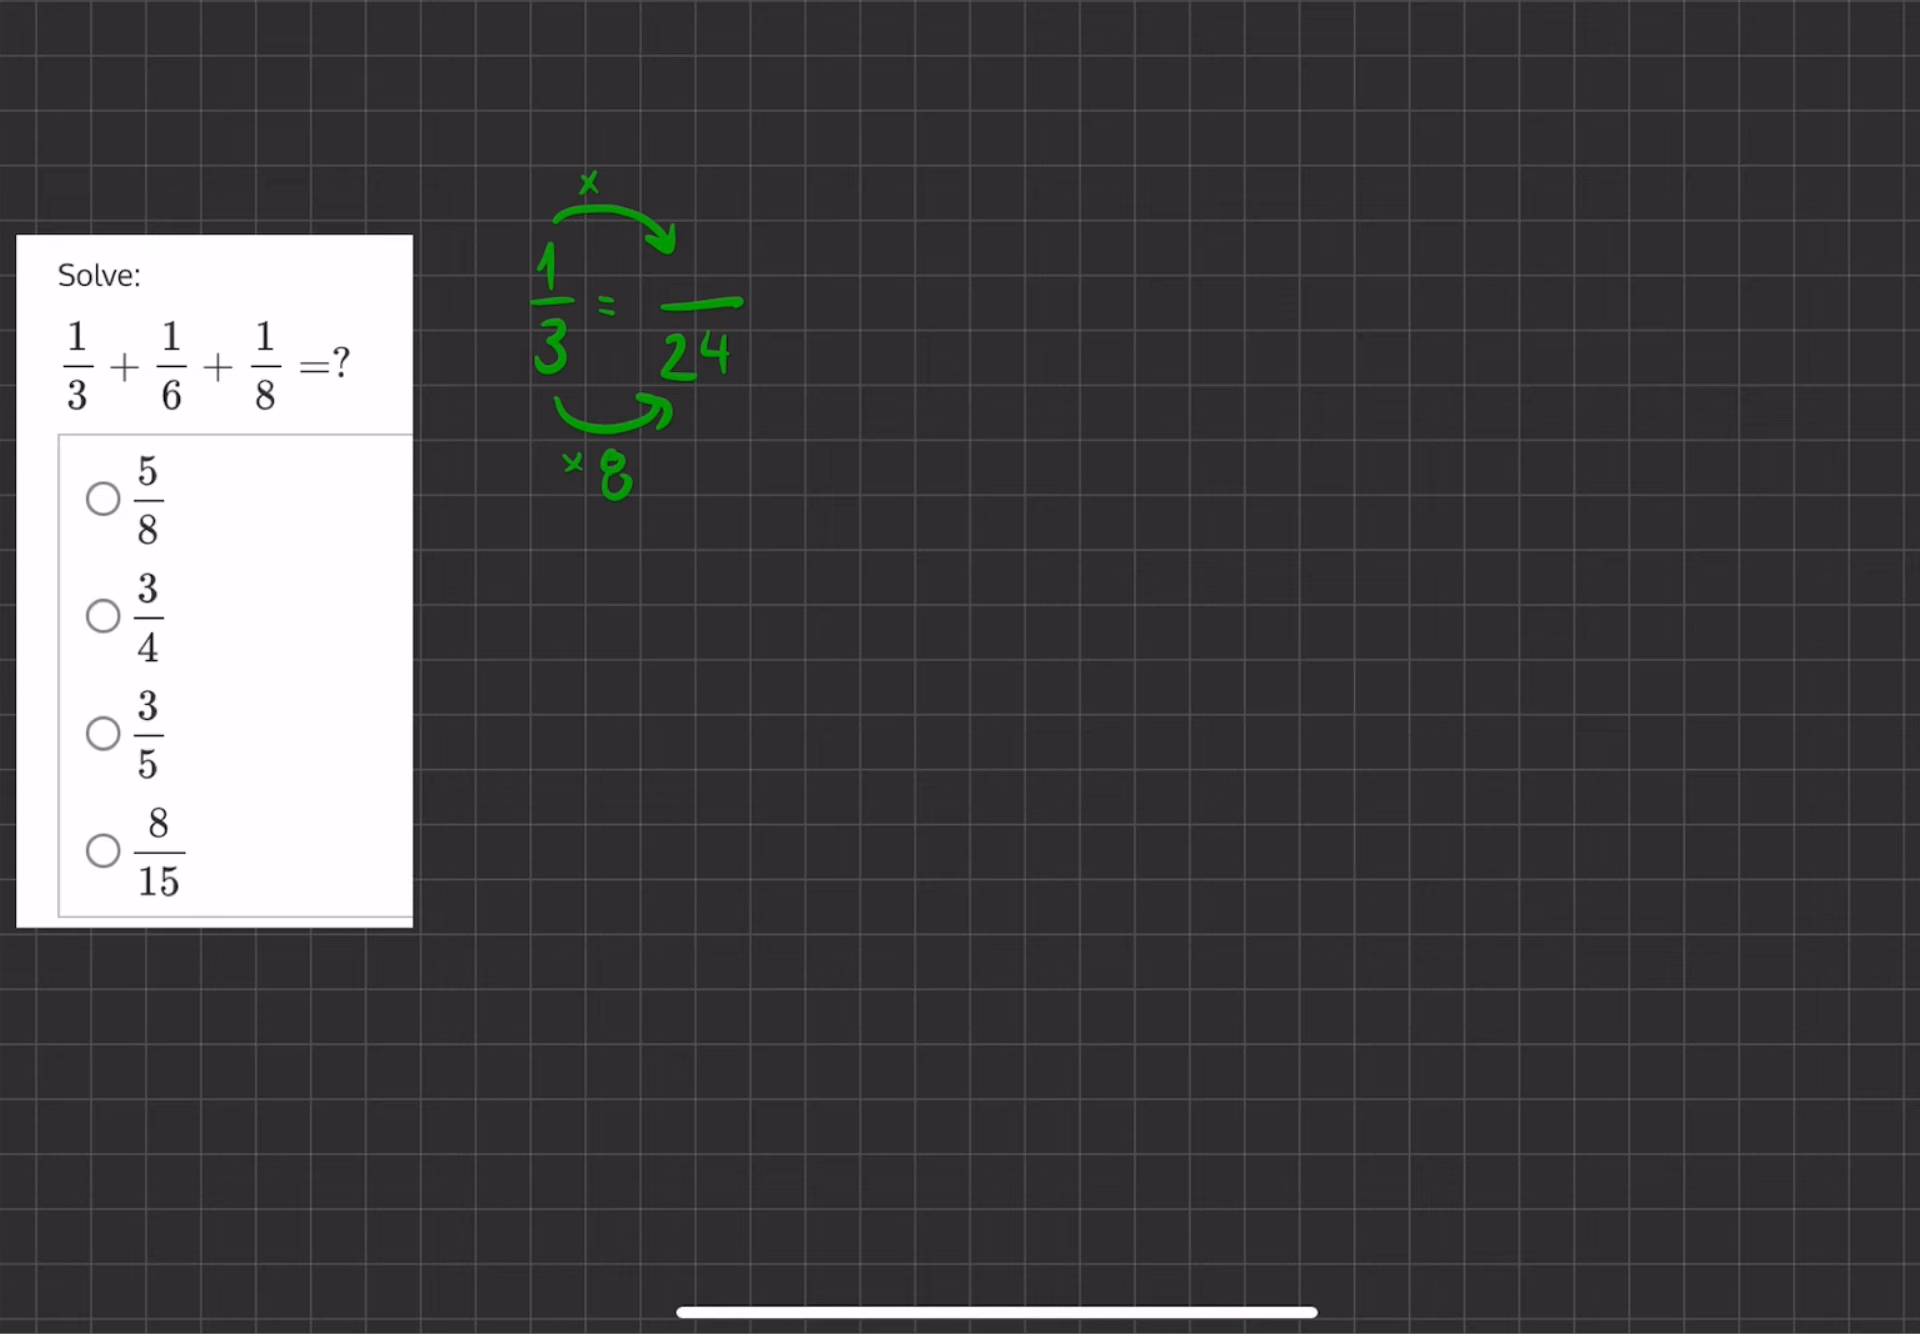 Solve:
1/3 + 1/6 + 1/8 =?
5/8
3/4
3/5
8/15
x
1/3 = /24
x 8